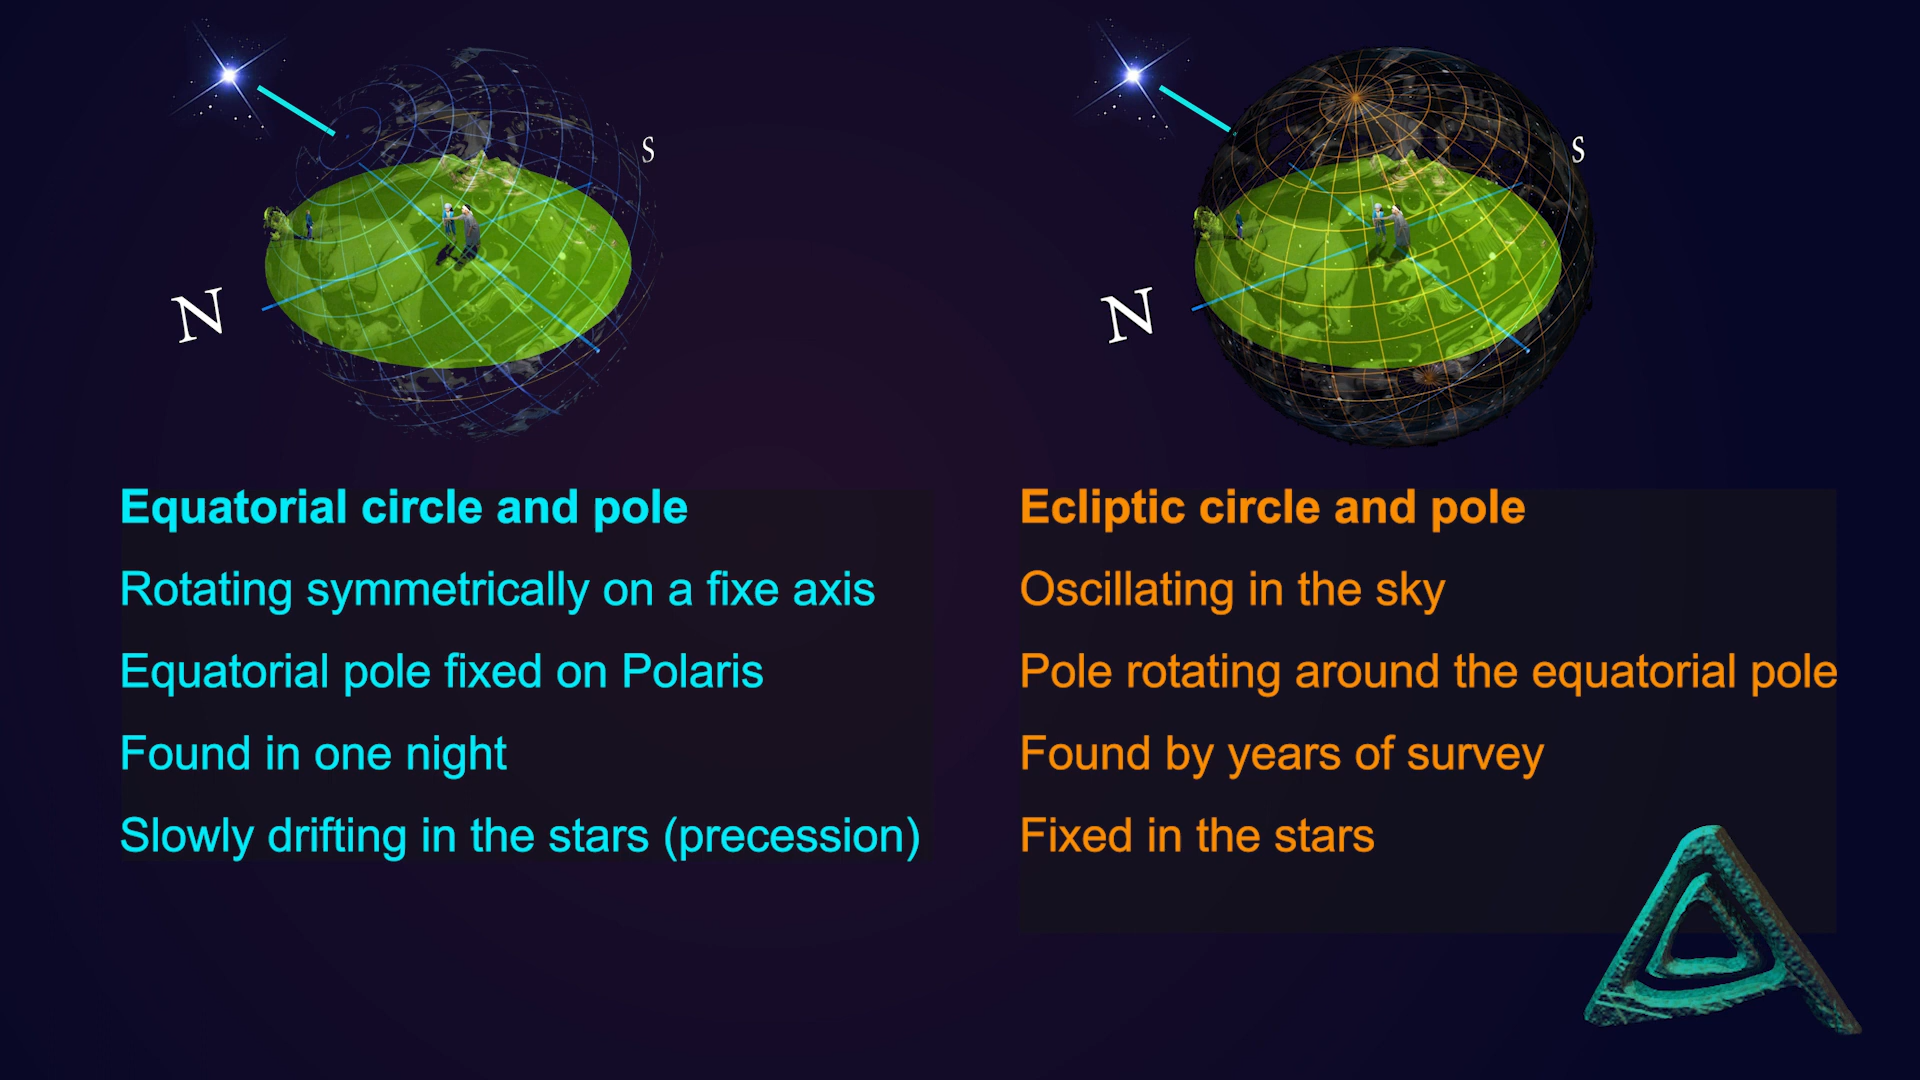 S
N
S
N
Equatorial circle and pole
Rotating symmetrically on a fixe axis
Equatorial pole fixed on Polaris
Found in one night
Slowly drifting in the stars (precession)
Ecliptic circle and pole
Oscillating in the sky
Pole rotating around the equatorial pole
Found by years of survey
Fixed in the stars